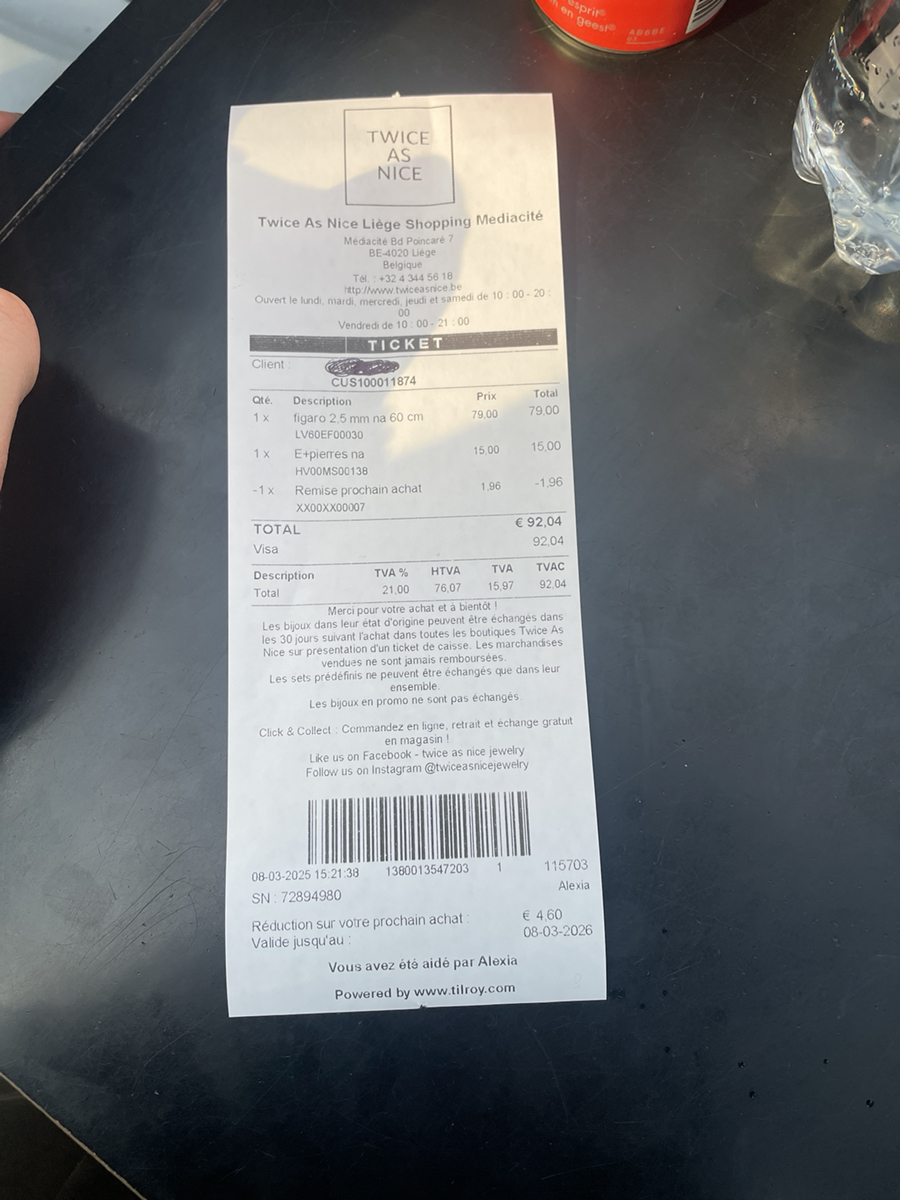 esprit®
en geest®
TWICE
AS
NICE
Twice As Nice Liège Shopping Mediacité
Médiacité Bd Poincaré 7
BE-4020 Liège
Belgique
Tél. : +32 4 344 56 18
http://www.twiceasnice.be
Ouvert le lundi, mardi, mercredi, jeudi et samedi de 10 : 00 - 20 :
00
Vendredi de 10 : 00 - 21 : 00
TICKET
Client :
CUS100011874
Qté. Description Prix Total
1 x figaro 2,5 mm na 60 cm 79,00 79,00
LV60EF00030
1 x E+pierres na 15,00 15,00
HV00MS00138
-1 x Remise prochain achat 1,96 -1,96
XX00XX00007
TOTAL € 92,04
Visa 92,04
Description TVA % HTVA TVA TVAC
Total 21,00 76,07 15,97 92,04
Merci pour votre achat et à bientôt !
Les bijoux dans leur état d'origine peuvent être échangés dans
les 30 jours suivant l'achat dans toutes les boutiques Twice As
Nice sur présentation d'un ticket de caisse. Les marchandises
vendues ne sont jamais remboursées.
Les sets prédéfinis ne peuvent être échangés que dans leur
ensemble.
Les bijoux en promo ne sont pas échangés.
Click & Collect : Commandez en ligne, retrait et échange gratuit
en magasin !
Like us on Facebook - twice as nice jewelry
Follow us on Instagram @twiceasnicejewelry
08-03-2025 15:21:38 1380013547203 1 115703
SN : 72894980 Alexia
Réduction sur votre prochain achat : € 4,60
Valide jusqu'au : 08-03-2026
Vous avez été aidé par Alexia
Powered by www.tilroy.com